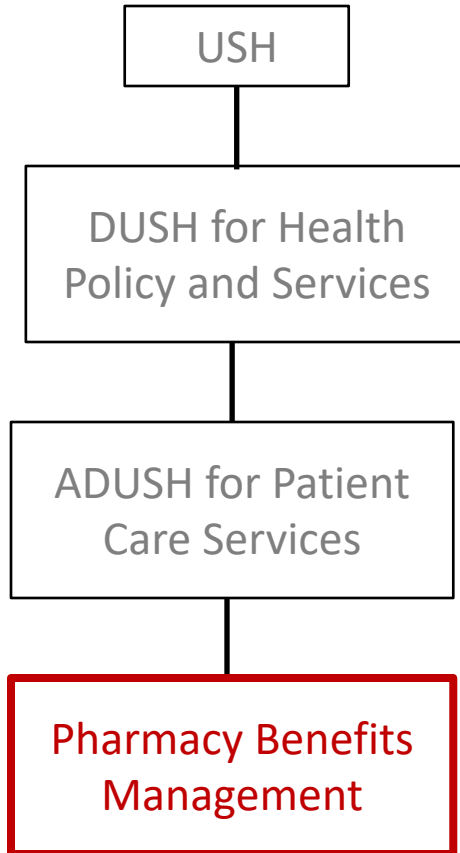 USH
DUSH for Health
Policy and Services
ADUSH for Patient
Care Services
Pharmacy Benefits
Management